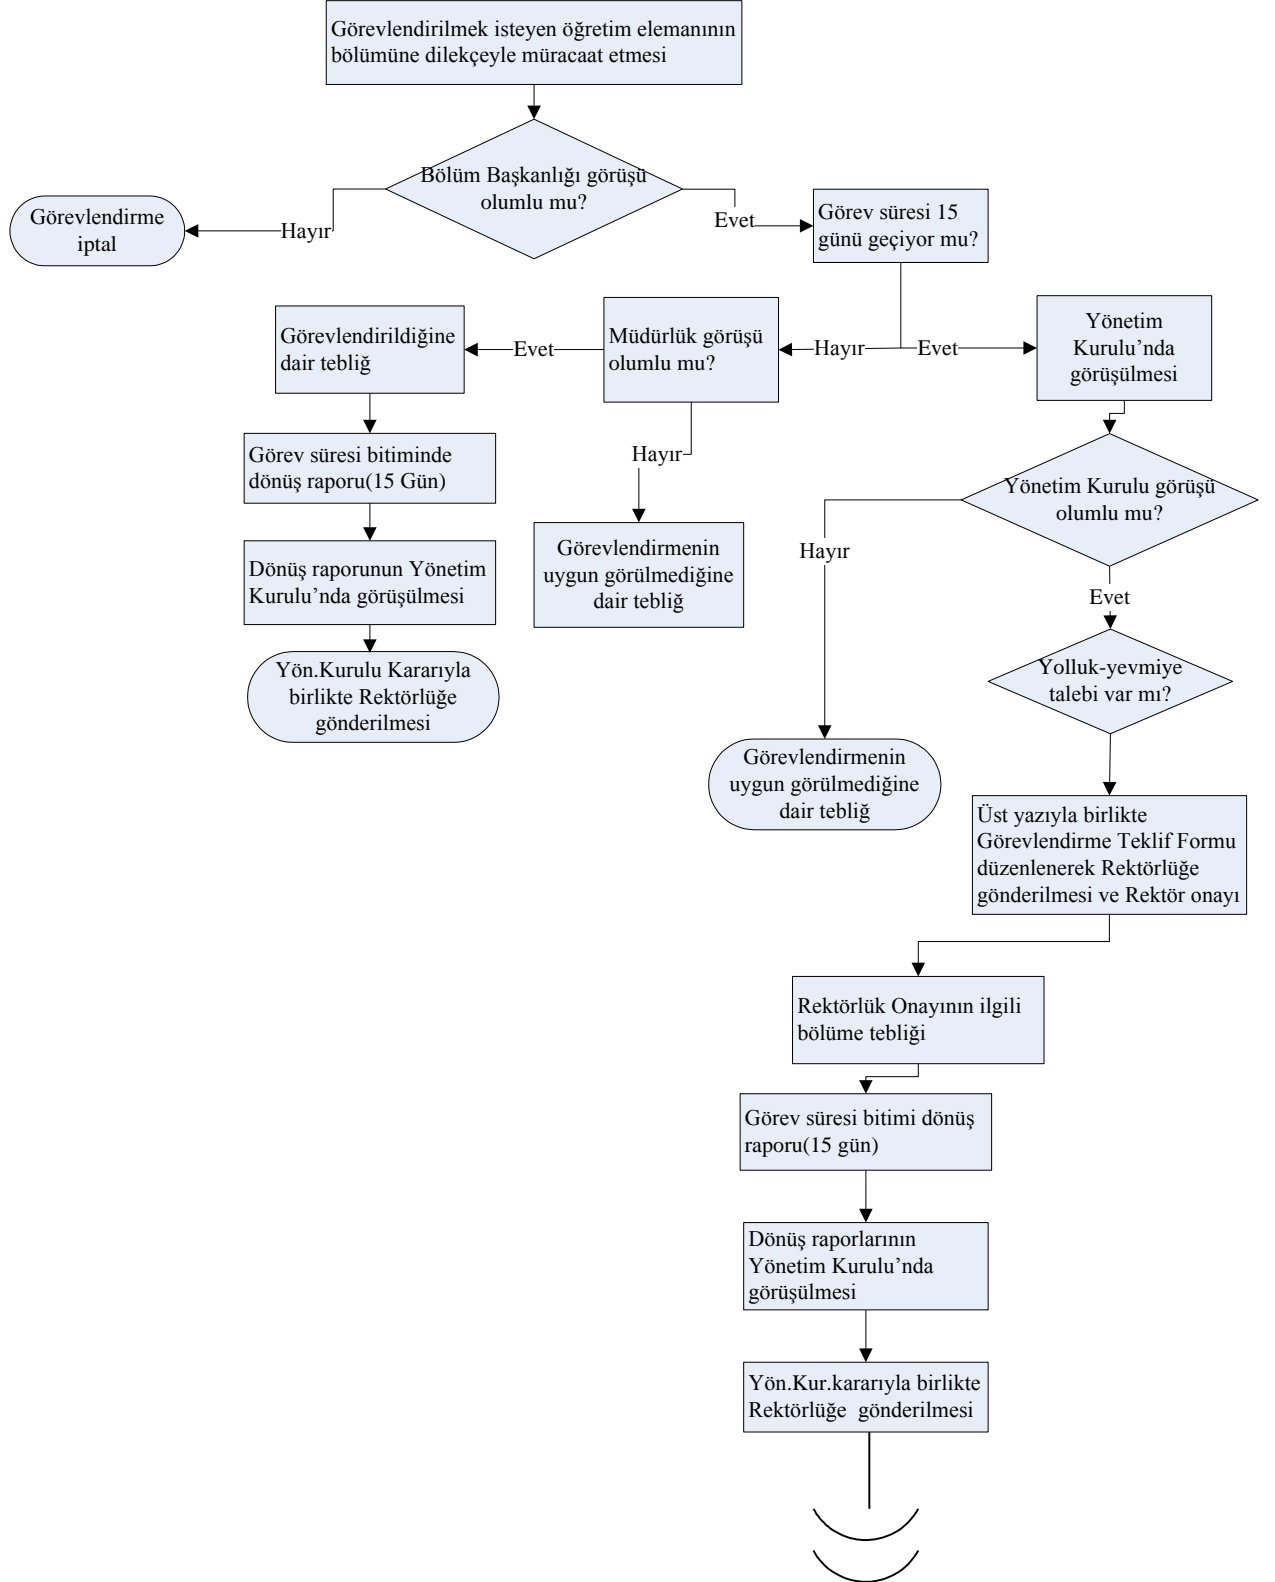 Görevlendirilmek isteyen öğretim elemanının
bölümüne dilekçeyle müracaat etmesi
Bölüm Başkanlığı görüşü
olumlu mu?
Hayır
Görevlendirme
iptal
Evet
Görev süresi 15
günü geçiyor mu?
Hayır
Evet
Müdürlük görüşü
olumlu mu?
Evet
Görevlendirildiğine
dair tebliğ
Görev süresi bitiminde
dönüş raporu(15 Gün)
Dönüş raporunun Yönetim
Kurulu’nda görüşülmesi
Yön.Kurulu Kararıyla
birlikte Rektörlüğe
gönderilmesi
Hayır
Görevlendirmenin
uygun görülmediğine
dair tebliğ
Yönetim
Kurulu’nda
görüşülmesi
Yönetim Kurulu görüşü
olumlu mu?
Hayır
Görevlendirmenin
uygun görülmediğine
dair tebliğ
Evet
Yolluk-yevmiye
talebi var mı?
Üst yazıyla birlikte
Görevlendirme Teklif Formu
düzenlenerek Rektörlüğe
gönderilmesi ve Rektör onayı
Rektörlük Onayının ilgili
bölüme tebliği
Görev süresi bitimi dönüş
raporu(15 gün)
Dönüş raporlarının
Yönetim Kurulu’nda
görüşülmesi
Yön.Kur.kararıyla birlikte
Rektörlüğe  gönderilmesi